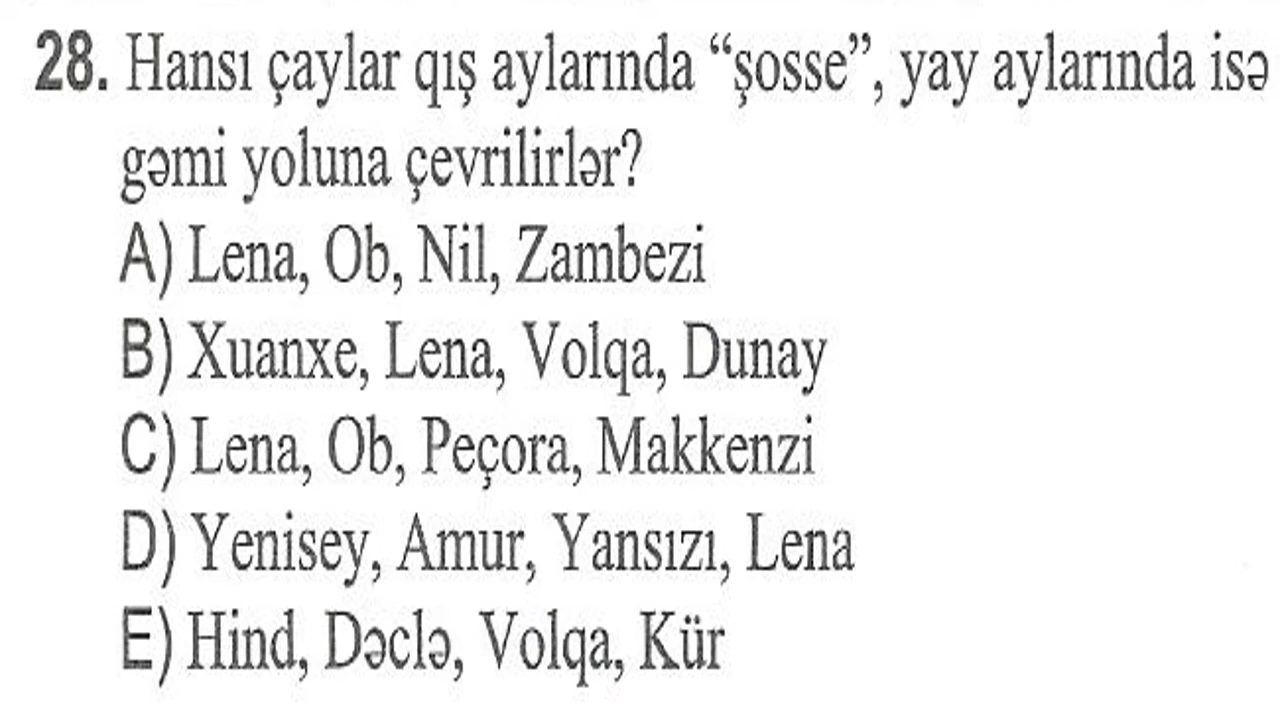 28. Hansı çaylar qış aylarında “şosse”, yay aylarında isə
gəmi yoluna çevrilirlər?
A) Lena, Ob, Nil, Zambezi
B) Xuanxe, Lena, Volqa, Dunay
C) Lena, Ob, Peçora, Makkenzi
D) Yenisey, Amur, Yansızı, Lena
E) Hind, Dəclə, Volqa, Kür